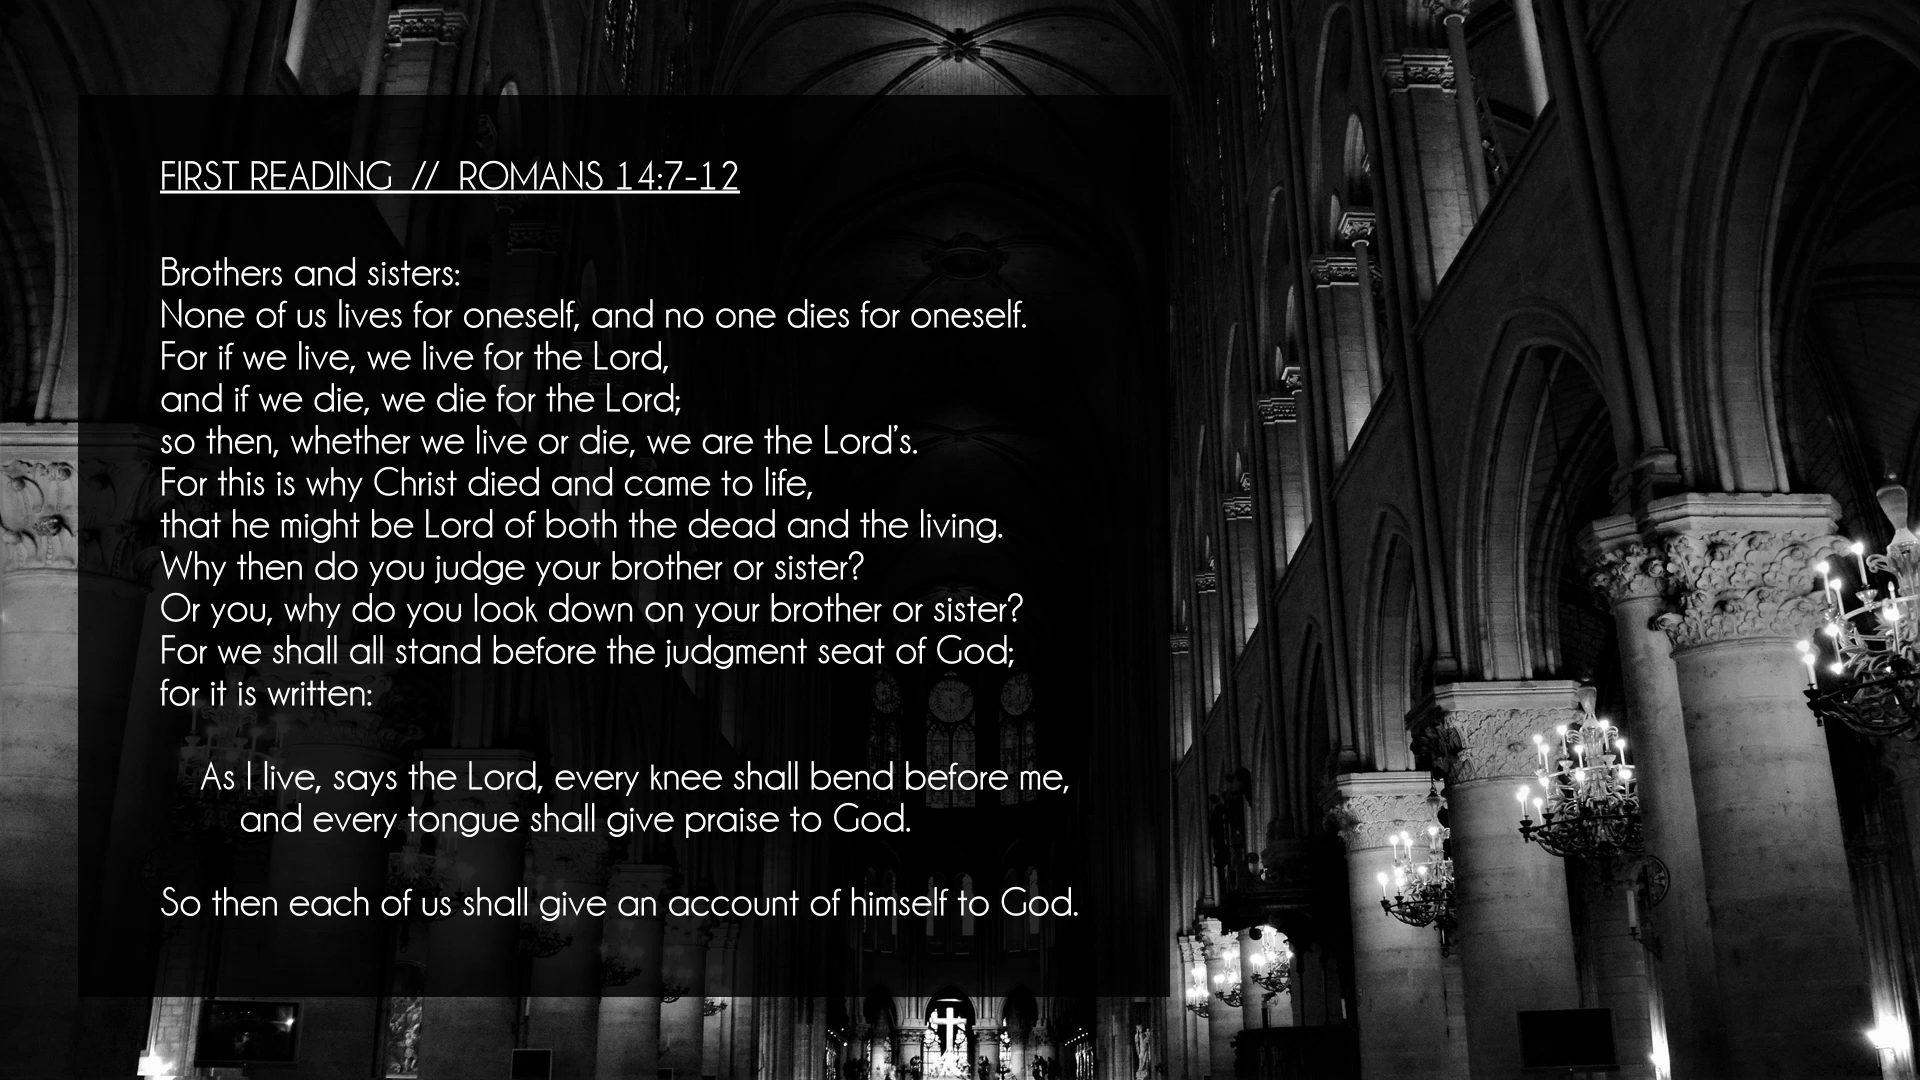 FIRST READING // ROMANS 14:7-12
Brothers and sisters:
None of us lives for oneself, and no one dies for oneself.
For if we live, we live for the Lord,
and if we die, we die for the Lord;
so then, whether we live or die, we are the Lord’s.
For this is why Christ died and came to life,
that he might be Lord of both the dead and the living.
Why then do you judge your brother or sister?
Or you, why do you look down on your brother or sister?
For we shall all stand before the judgment seat of God;
for it is written:
As I live, says the Lord, every knee shall bend before me,
and every tongue shall give praise to God.
So then each of us shall give an account of himself to God.